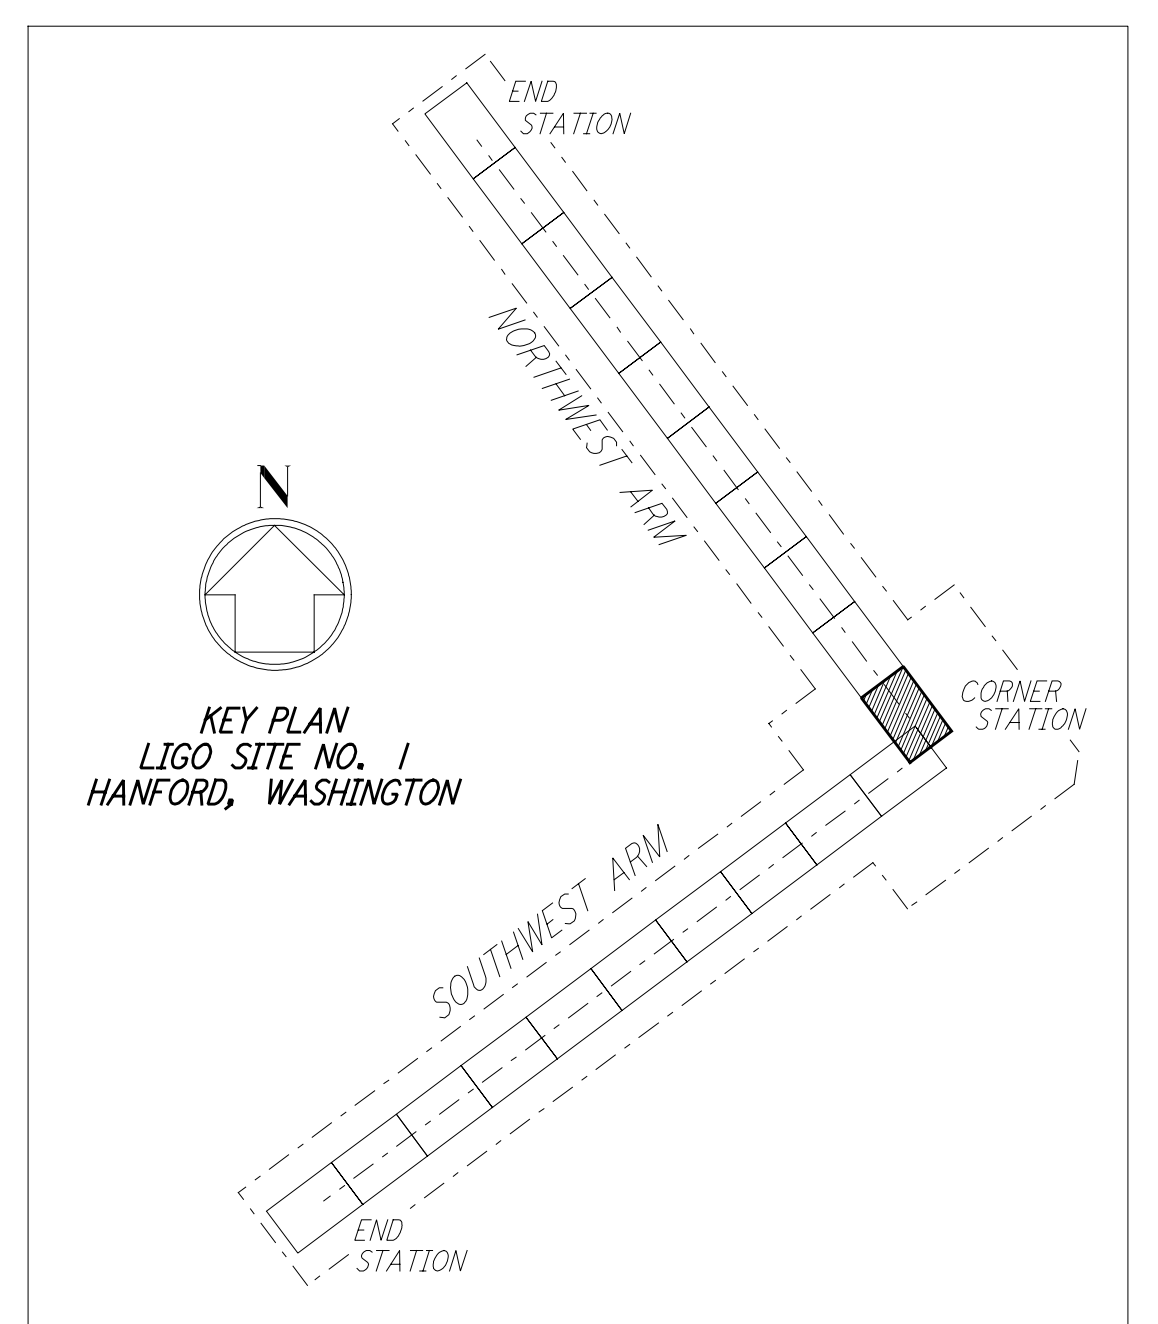 END
STATION
NORTHWEST ARM
N
CORNER
STATION
KEY PLAN
LIGO SITE NO. 1
HANFORD, WASHINGTON
SOUTHWEST ARM
END
STATION